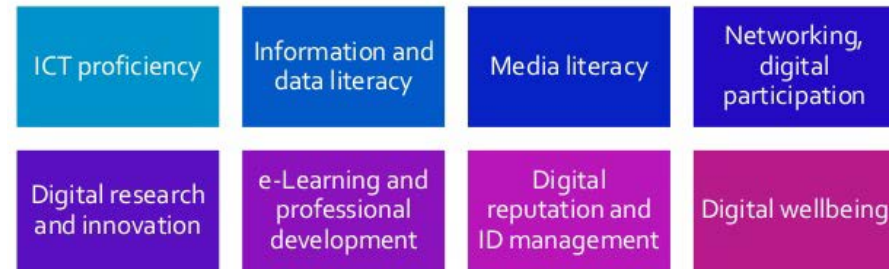 ICT proficiency
Information and
data literacy
Media literacy
Networking,
digital
participation
Digital research
and innovation
e-Learning and
professional
development
Digital
reputation and
ID management
Digital wellbeing